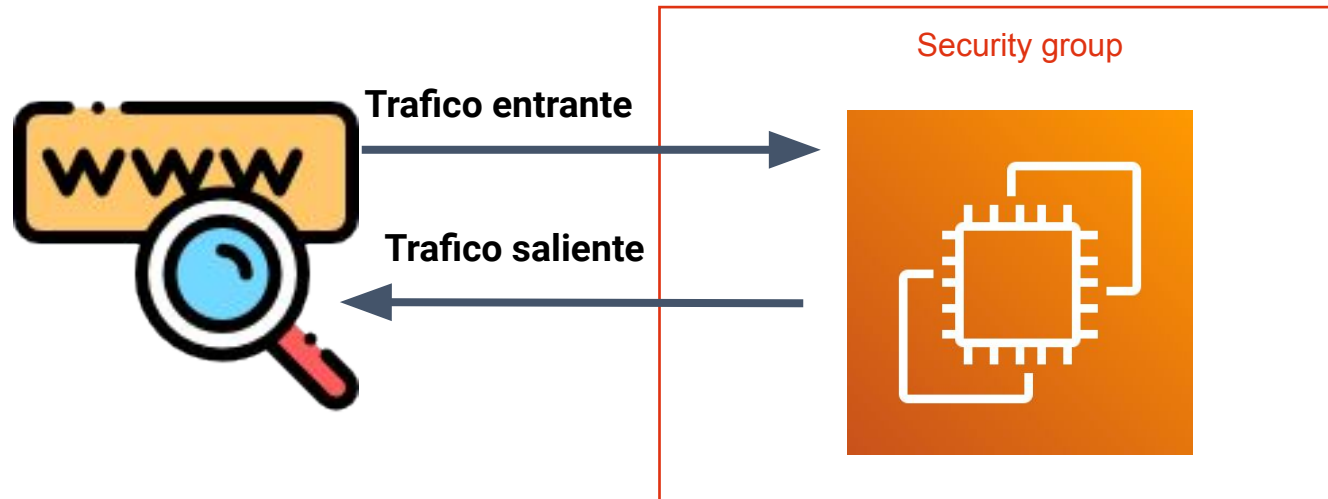 Security group
Trafico entrante
www
Trafico saliente